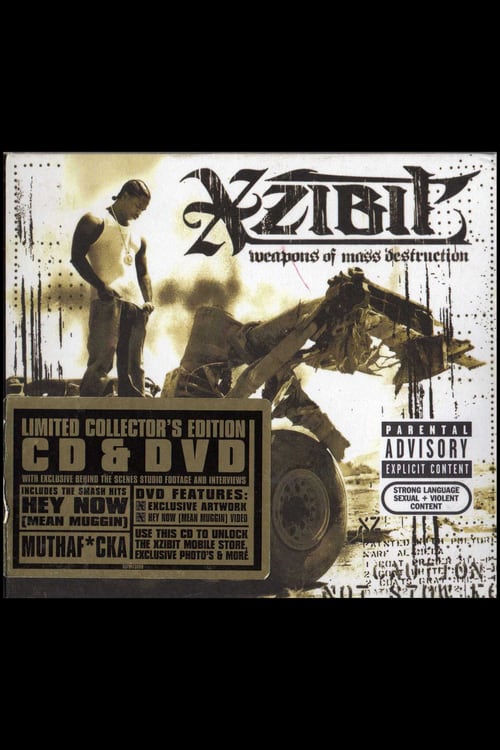 XZIBIT
weapons of mass destruction
LIMITED COLLECTOR'S EDITION
CD & DVD
WITH EXCLUSIVE BEHIND THE SCENES STUDIO FOOTAGE AND INTERVIEWS
INCLUDES THE SMASH HITS
HEY NOW
(MEAN MUGGIN)
MUTHAF*CKA
DVD FEATURES:
EXCLUSIVE ARTWORK
HEY NOW (MEAN MUGGIN) VIDEO
USE THIS CD TO UNLOCK
THE XZIBIT MOBILE STORE,
EXCLUSIVE PHOTO'S & MORE
PARENTAL
ADVISORY
EXPLICIT CONTENT
STRONG LANGUAGE
SEXUAL + VIOLENT
CONTENT
XZ